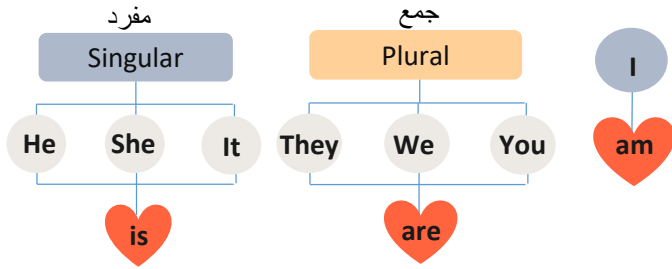 مفرد
جمع
Singular
Plural
I
He
She
It
They
We
You
am
is
are